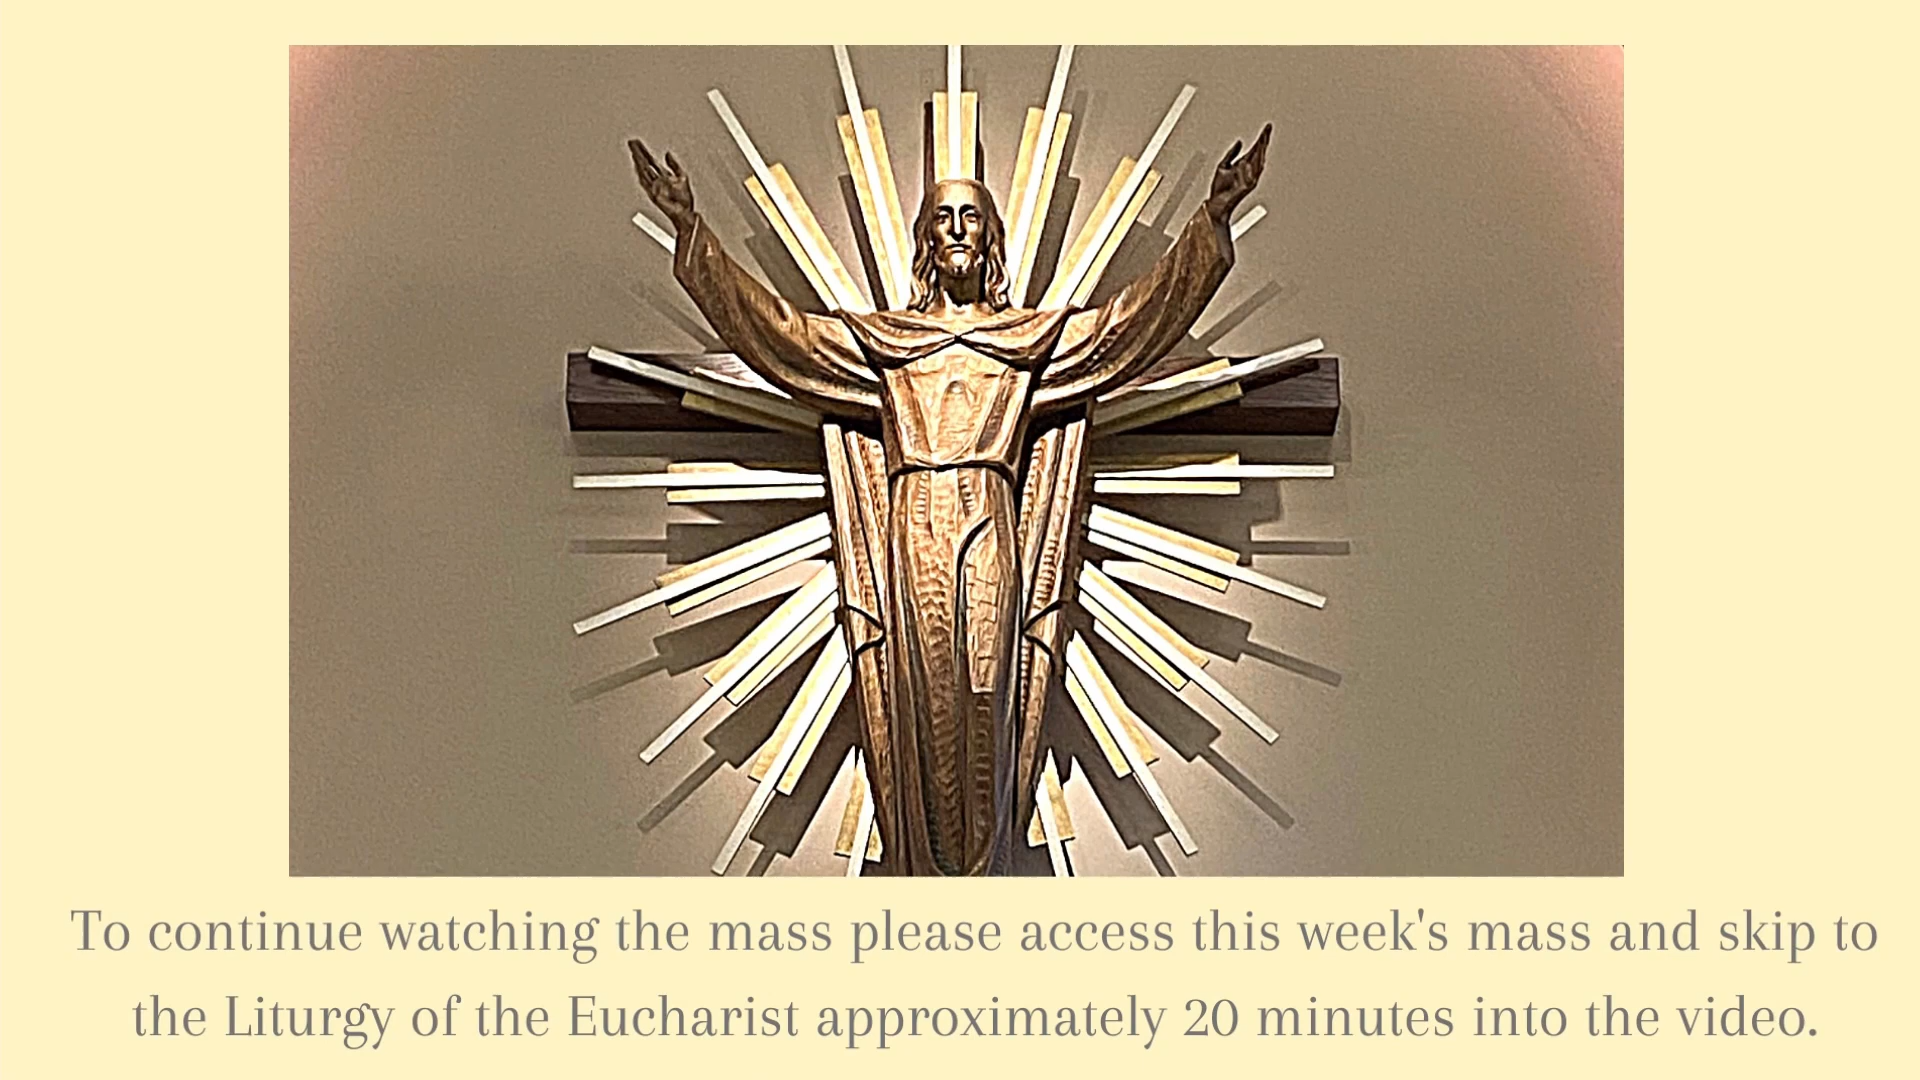 To continue watching the mass please access this week's mass and skip to
the Liturgy of the Eucharist approximately 20 minutes into the video.